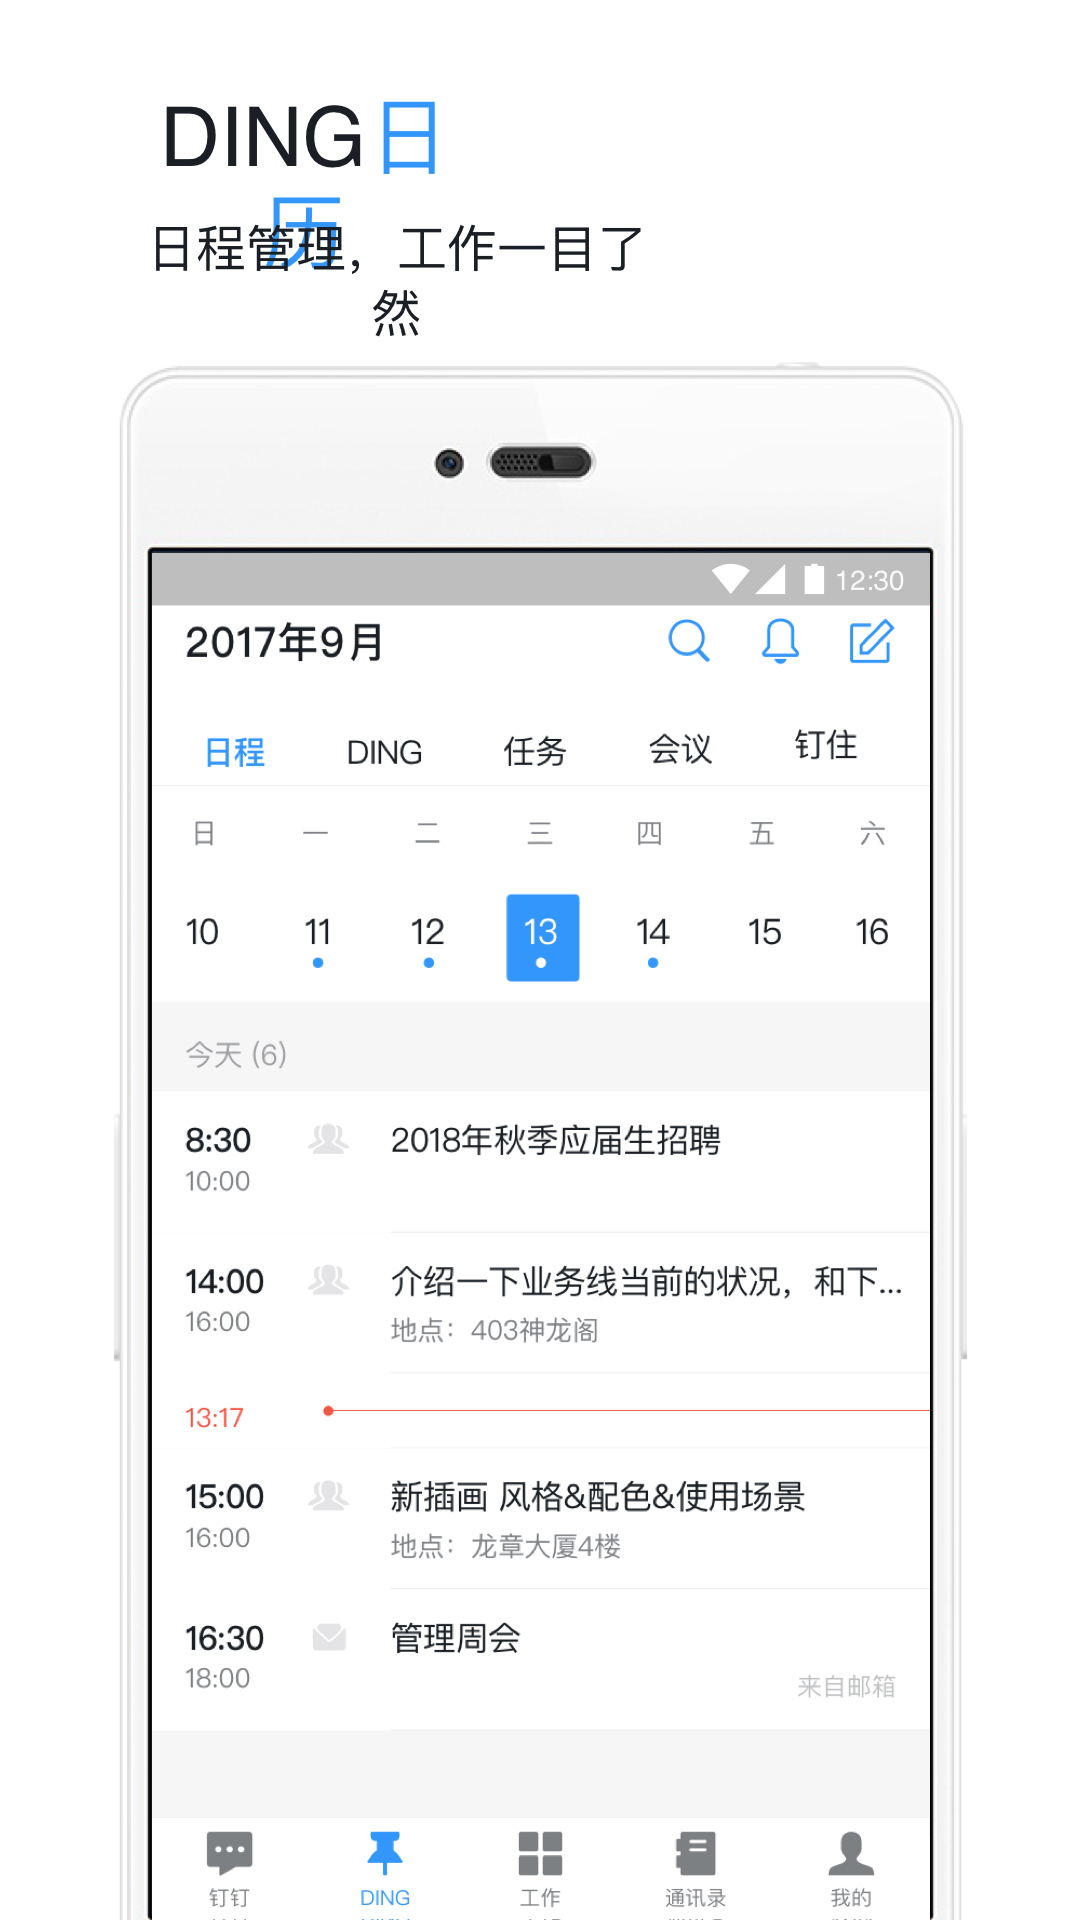 DING日
历
日程管理，工作一目了
然
12:30
2017年9月
日程 DING 任务 会议 钉住
日 一 二 三 四 五 六
10 11 12 13 14 15 16
今天 (6)
8:30 2018年秋季应届生招聘
10:00
14:00 介绍一下业务线当前的状况，和下...
16:00 地点：403神龙阁
13:17
15:00 新插画 风格&配色&使用场景
16:00 地点：龙章大厦4楼
16:30 管理周会
18:00 来自邮箱
钉钉 DING 工作 通讯录 我的